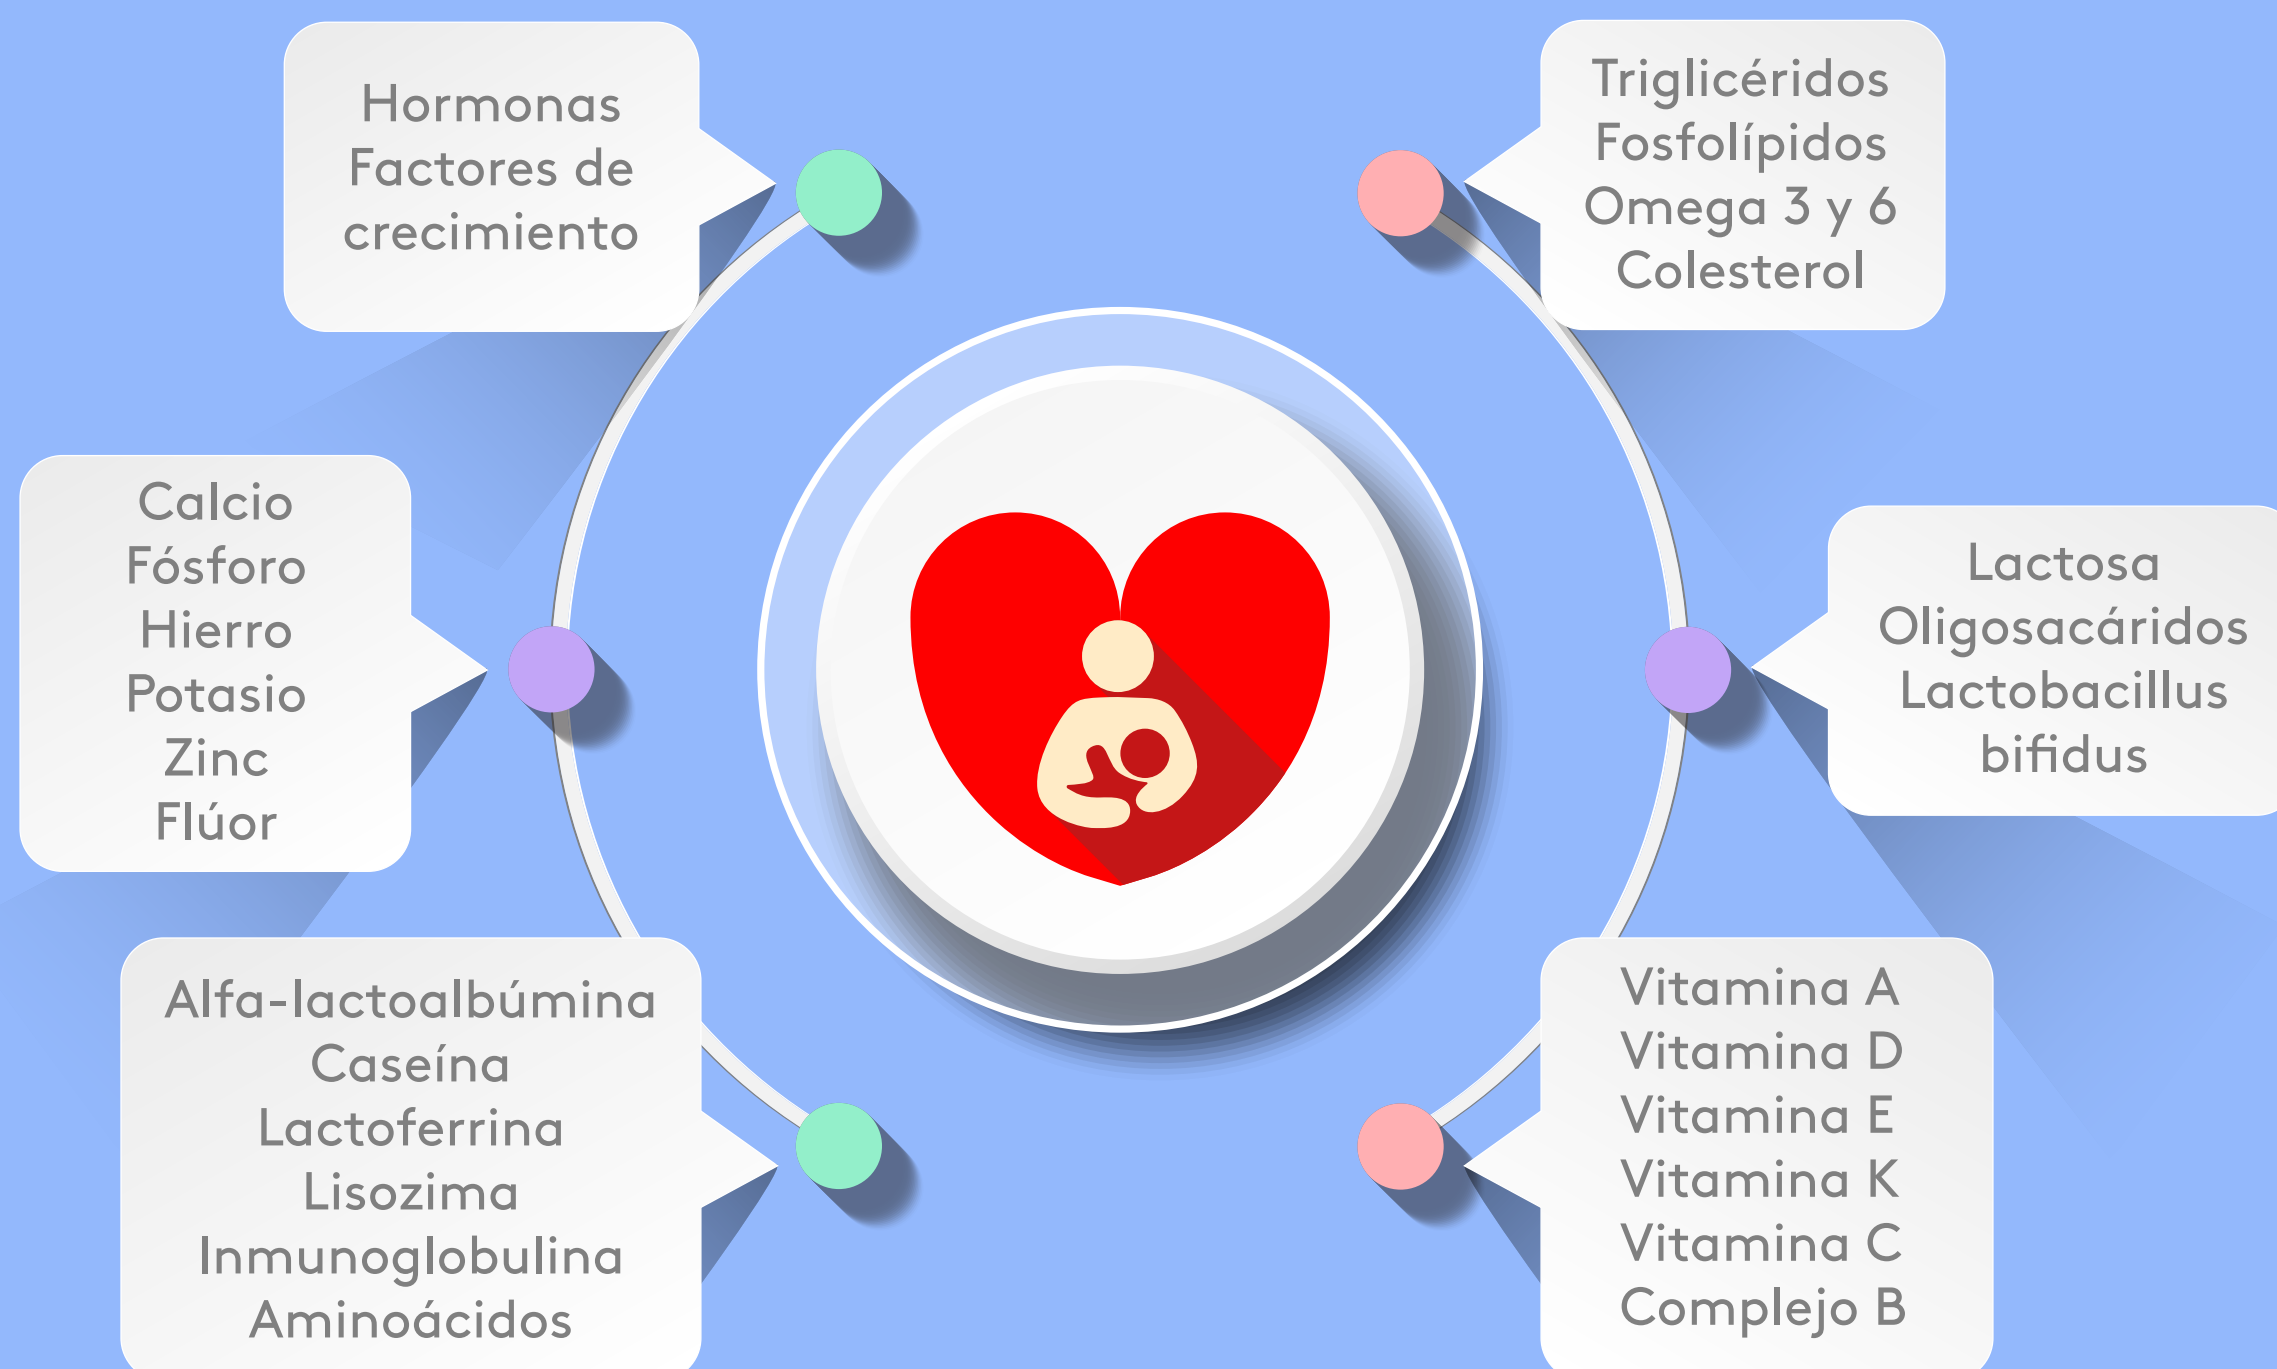 Hormonas
Factores de
crecimiento
Triglicéridos
Fosfolípidos
Omega 3 y 6
Colesterol
Calcio
Fósforo
Hierro
Potasio
Zinc
Flúor
Lactosa
Oligosacáridos
Lactobacillus
bifidus
Alfa-lactoalbúmina
Caseína
Lactoferrina
Lisozima
Inmunoglobulina
Aminoácidos
Vitamina A
Vitamina D
Vitamina E
Vitamina K
Vitamina C
Complejo B